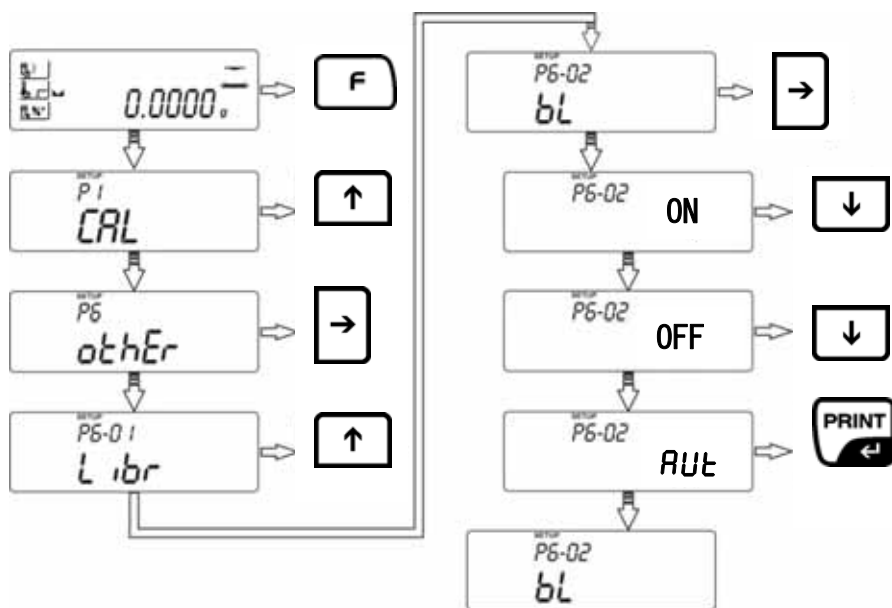 0.0000 g
F
SETUP
P1
CAL
↑
SETUP
P6
othEr
→
SETUP
P6-01
Libr
↑
SETUP
P6-02
bL
→
SETUP
P6-02
ON
↓
SETUP
P6-02
OFF
↓
SETUP
P6-02
AUt
PRINT
↵
SETUP
P6-02
bL